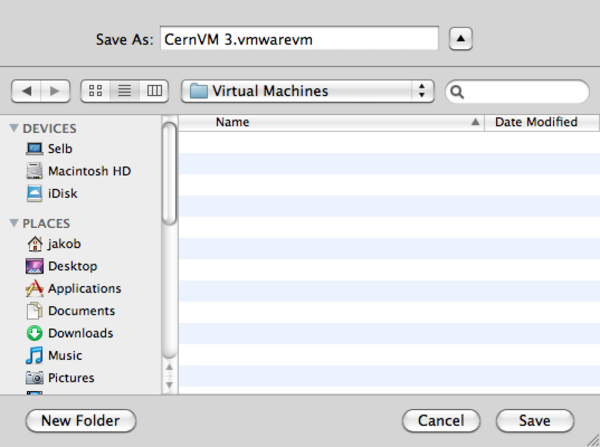 Save As: CernVM 3.vmwarevm
Virtual Machines
Name Date Modified
DEVICES
Selb
Macintosh HD
iDisk
PLACES
jakob
Desktop
Applications
Documents
Downloads
Music
Pictures
New Folder Cancel Save